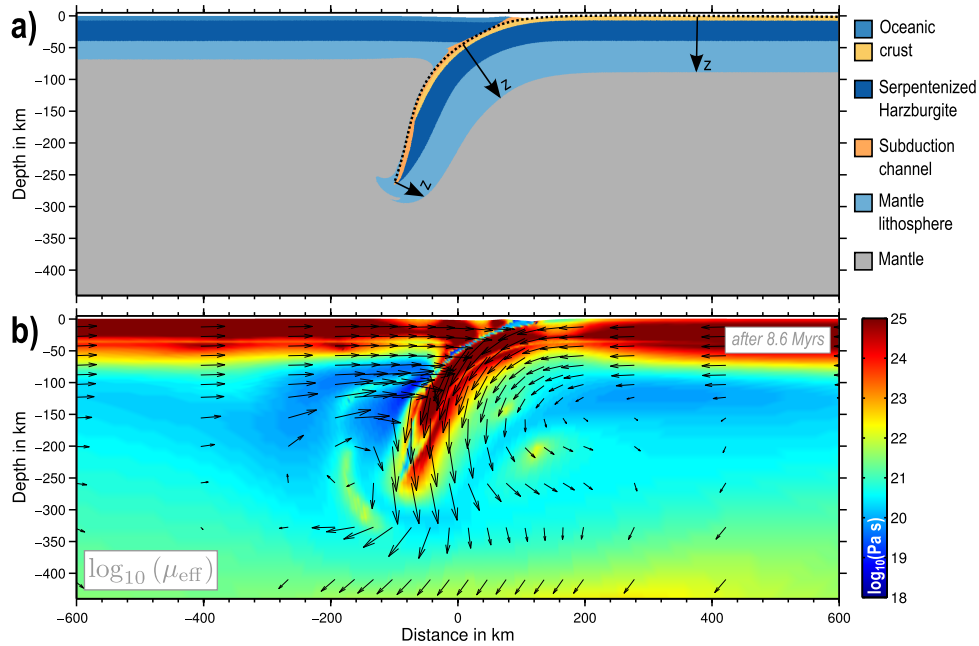 a)
0
−50
−100
−150
−200
−250
−300
−350
−400
Depth in km
z
z
z
Oceanic
crust
Serpentenized
Harzburgite
Subduction
channel
Mantle
lithosphere
Mantle
b)
0
−50
−100
−150
−200
−250
−300
−350
−400
Depth in km
after 8.6 Myrs
log₁₀ (μeff)
−600
−400
−200
0
200
400
600
Distance in km
25
24
23
22
21
20
19
18
log₁₀(Pa s)